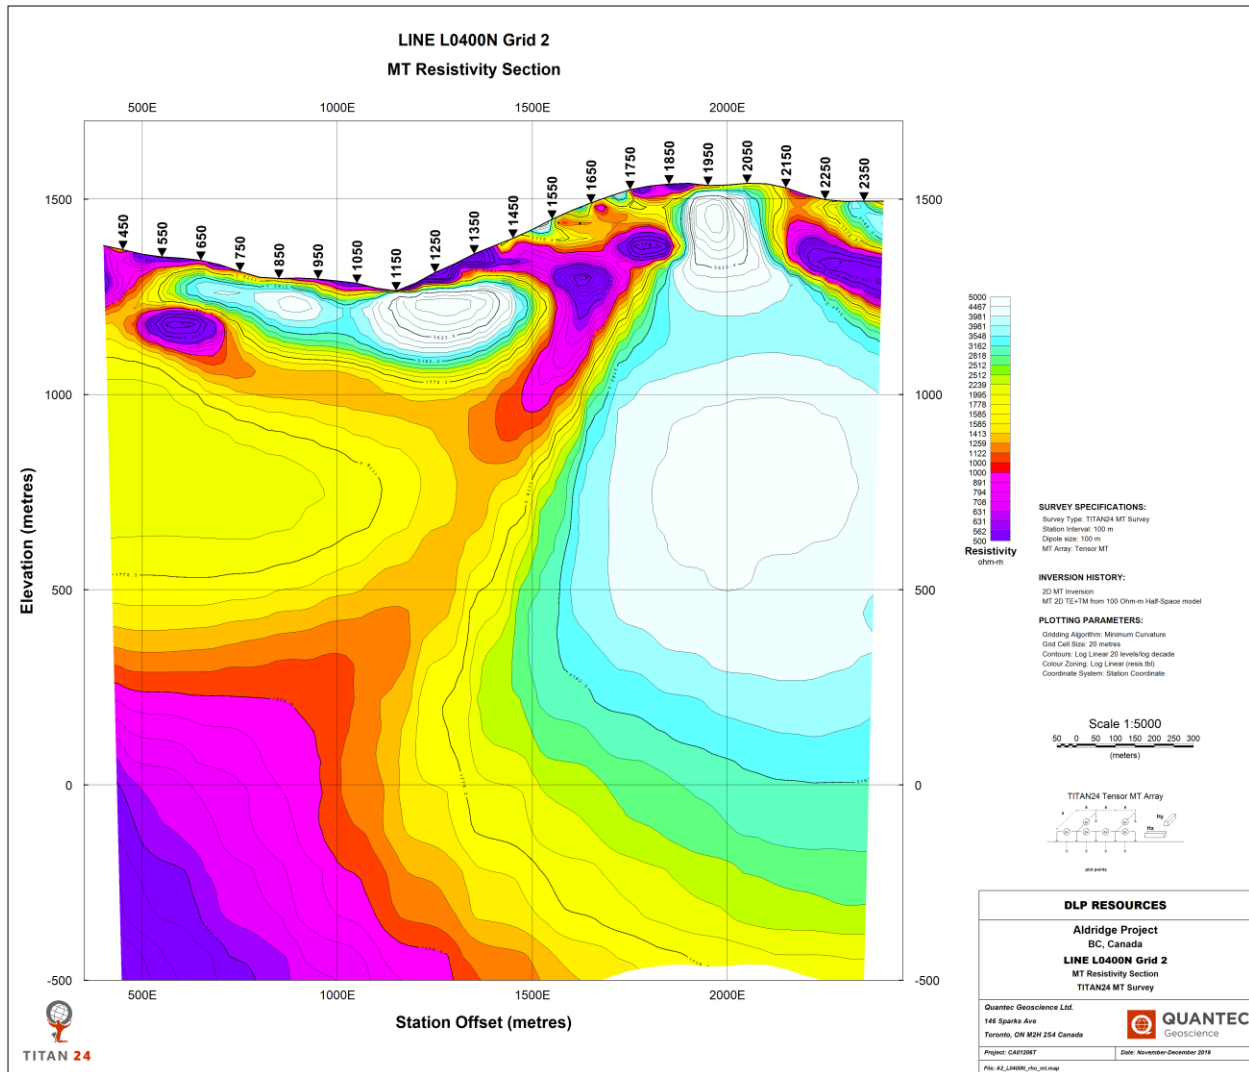 LINE L0400N Grid 2
MT Resistivity Section
500E 1000E 1500E 2000E
450 550 650 750 850 950 1050 1150 1250 1350 1450 1550 1650 1750 1850 1950 2050 2150 2250 2350
1500 1500
1000 1000
500 500
0 0
-500 -500
Elevation (metres)
500E 1000E 1500E 2000E
Station Offset (metres)
TITAN 24
5000
4467
3981
3981
3548
3162
2818
2512
2512
2239
1995
1778
1585
1585
1413
1259
1122
1000
1000
891
794
708
631
631
562
500
Resistivity
ohm-m
SURVEY SPECIFICATIONS:
Survey Type: TITAN24 MT Survey
Station Interval: 100 m
Dipole size: 100 m
MT Array: Tensor MT
INVERSION HISTORY:
2D MT Inversion
MT 2D TE+TM from 100 Ohm-m Half-Space model
PLOTTING PARAMETERS:
Gridding Algorithm: Minimum Curvature
Grid Cell Size: 20 metres
Contours: Log Linear 20 levels/log decade
Colour Zoning: Log Linear (resis.tbl)
Coordinate System: Station Coordinate
Scale 1:5000
50 0 50 100 150 200 250 300
(meters)
TITAN24 Tensor MT Array
Hy
Hx
plot points
DLP RESOURCES
Aldridge Project
BC, Canada
LINE L0400N Grid 2
MT Resistivity Section
TITAN24 MT Survey
Quantec Geoscience Ltd.
146 Sparks Ave
Toronto, ON M2H 2S4 Canada
QUANTEC
Geoscience
Project: CA01206T
Date: November-December 2019
File: A2_L0400N_rho_mt.map